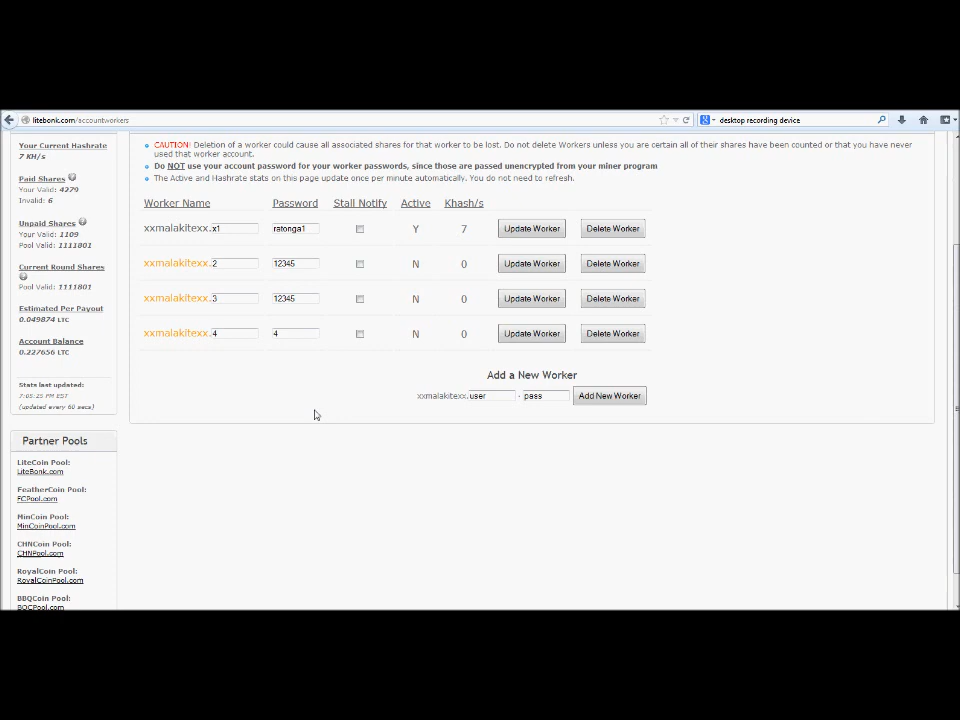 litebonk.com/accountworkers
desktop recording device
Your Current Hashrate
7 KH/s
Paid Shares
Your Valid: 4279
Invalid: 6
Unpaid Shares
Your Valid: 1109
Pool Valid: 1111801
Current Round Shares
Pool Valid: 1111801
Estimated Per Payout
0.049874 LTC
Account Balance
0.227656 LTC
Stats last updated:
7:05:25 PM EST
(updated every 60 secs)
Partner Pools
LiteCoin Pool:
LiteBonk.com
FeatherCoin Pool:
FCPool.com
MinCoin Pool:
MinCoinPool.com
CHNCoin Pool:
CHNPool.com
RoyalCoin Pool:
RoyalCoinPool.com
BBQCoin Pool:
BQCPool.com
CAUTION! Deletion of a worker could cause all associated shares for that worker to be lost. Do not delete Workers unless you are certain all of their shares have been counted or that you have never
used that worker account.
Do NOT use your account password for your worker passwords, since those are passed unencrypted from your miner program
The Active and Hashrate stats on this page update once per minute automatically. You do not need to refresh.
Worker Name Password Stall Notify Active Khash/s
xxmalakitexx. x1 ratonga1 Y 7 Update Worker Delete Worker
xxmalakitexx. 2 12345 N 0 Update Worker Delete Worker
xxmalakitexx. 3 12345 N 0 Update Worker Delete Worker
xxmalakitexx. 4 4 N 0 Update Worker Delete Worker
Add a New Worker
xxmalakitexx. user · pass Add New Worker